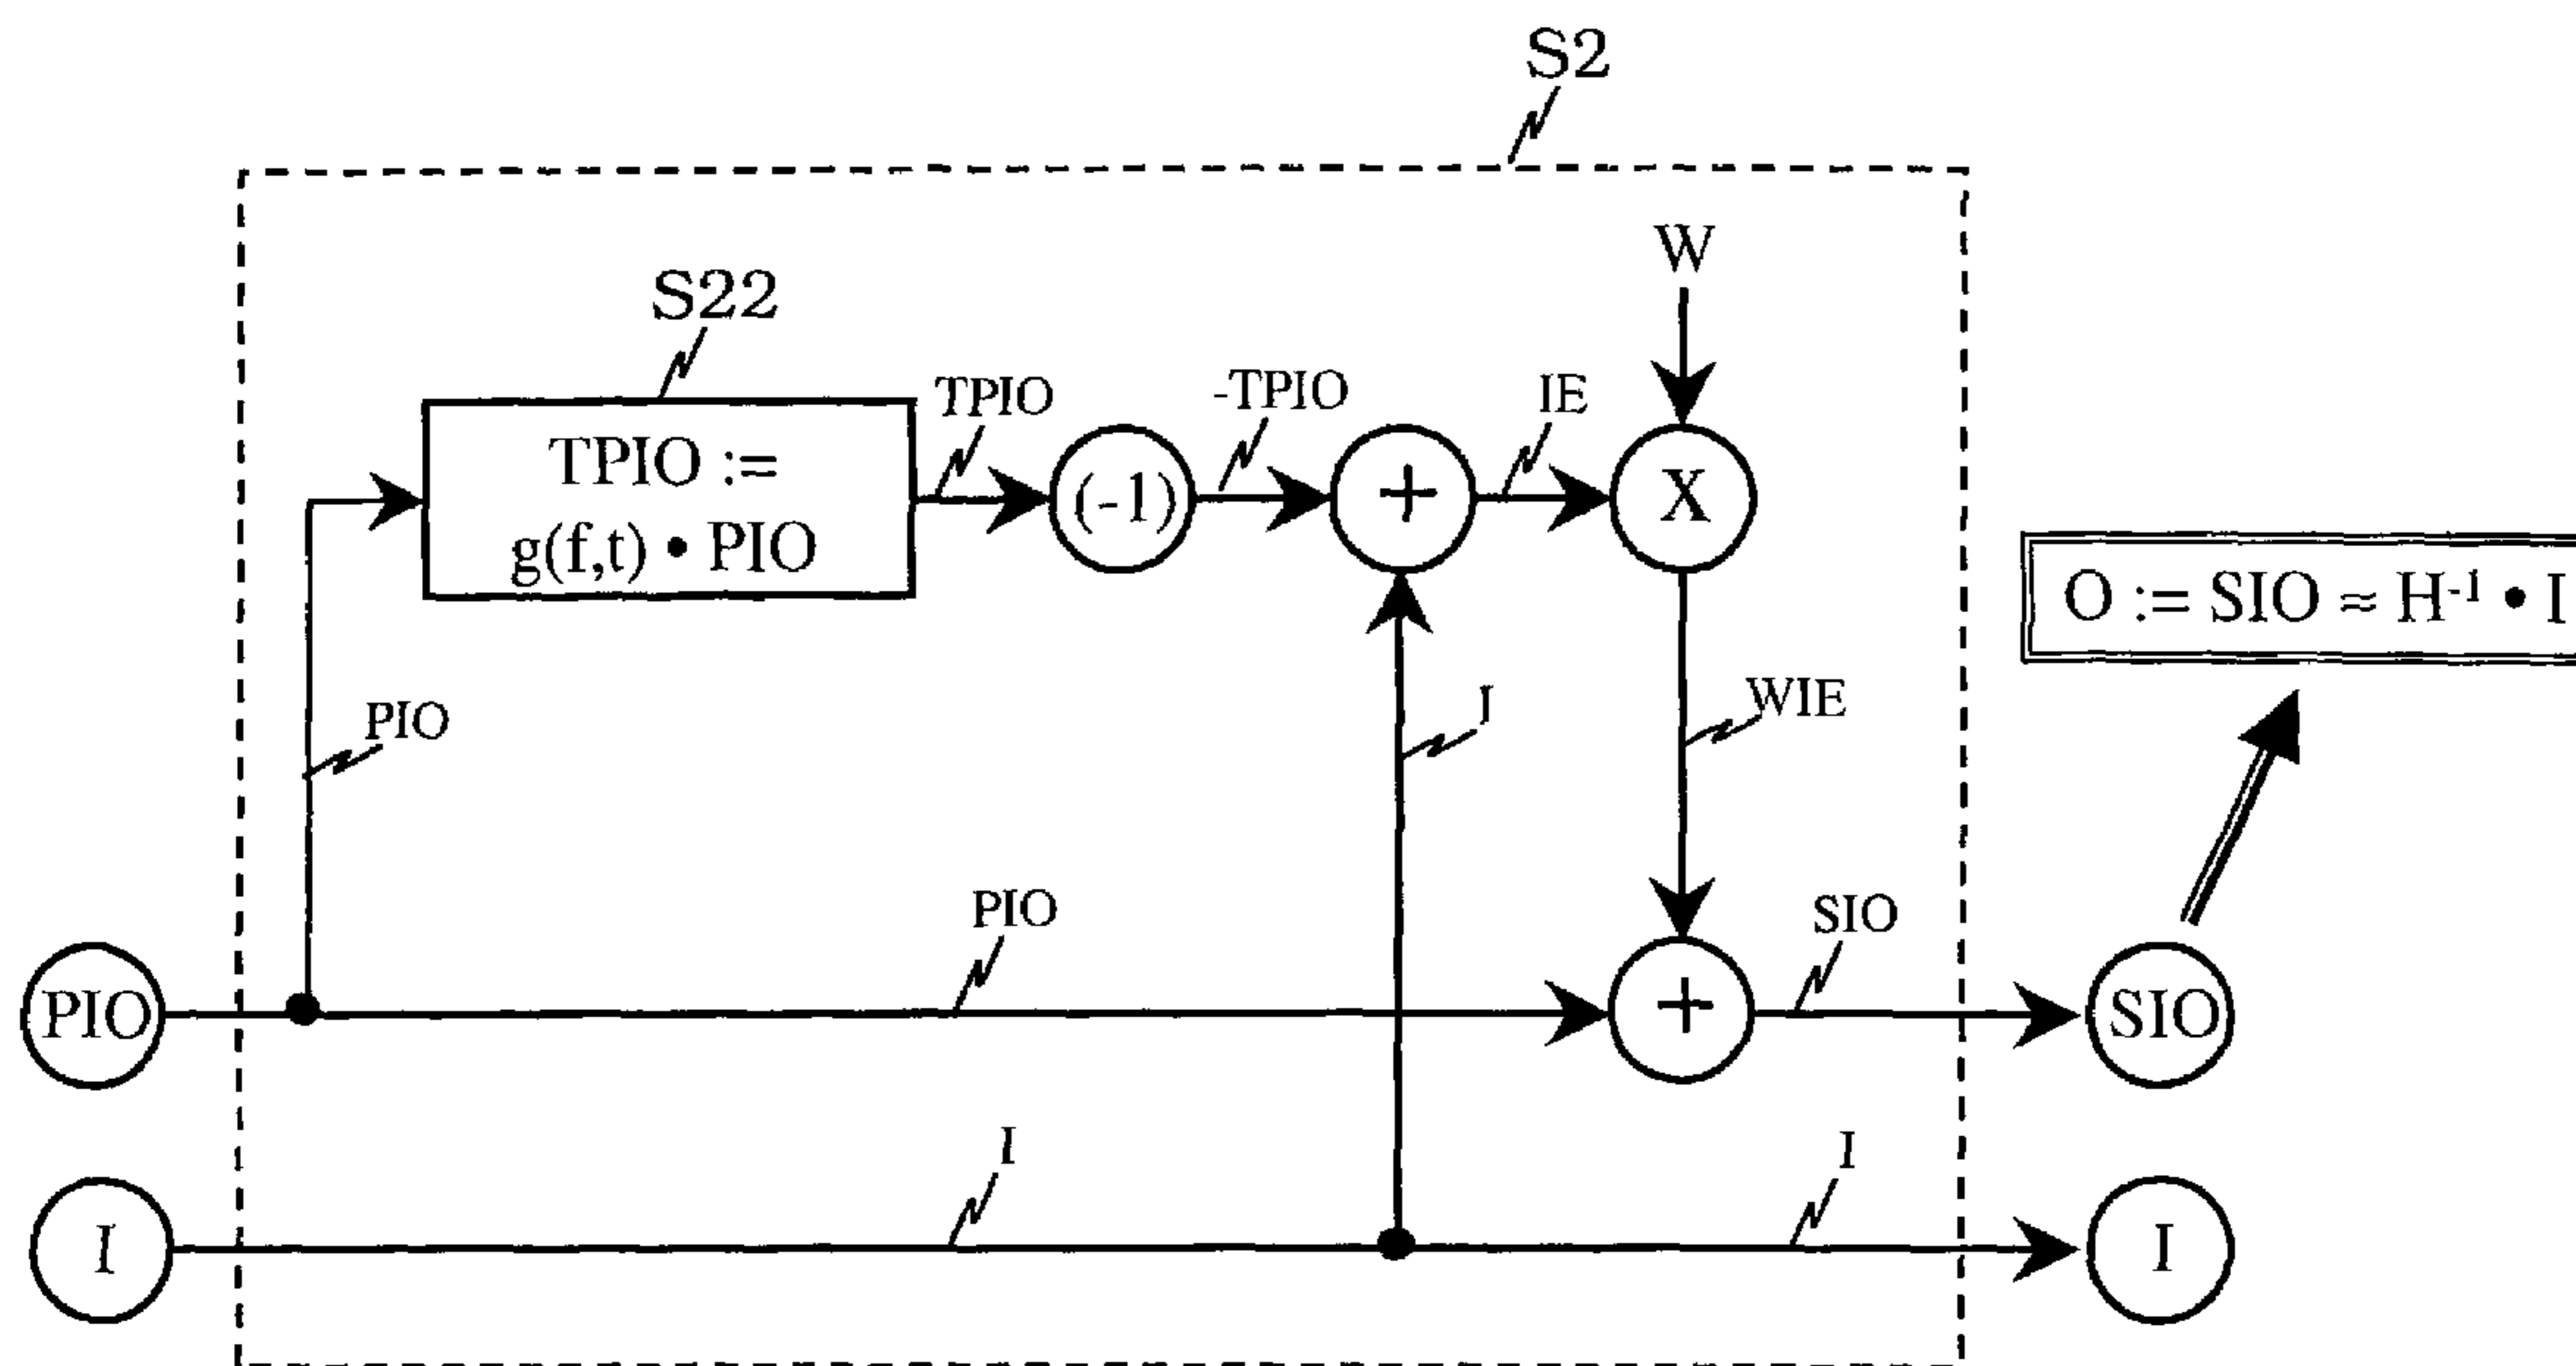 S2
W
S22
TPIO
-TPIO
IE
TPIO :=
g(f,t) • PIO
(-1)
+
X
O := SIO ≈ H⁻¹ • I
PIO
I
WIE
PIO
SIO
PIO
+
SIO
I
I
I
I